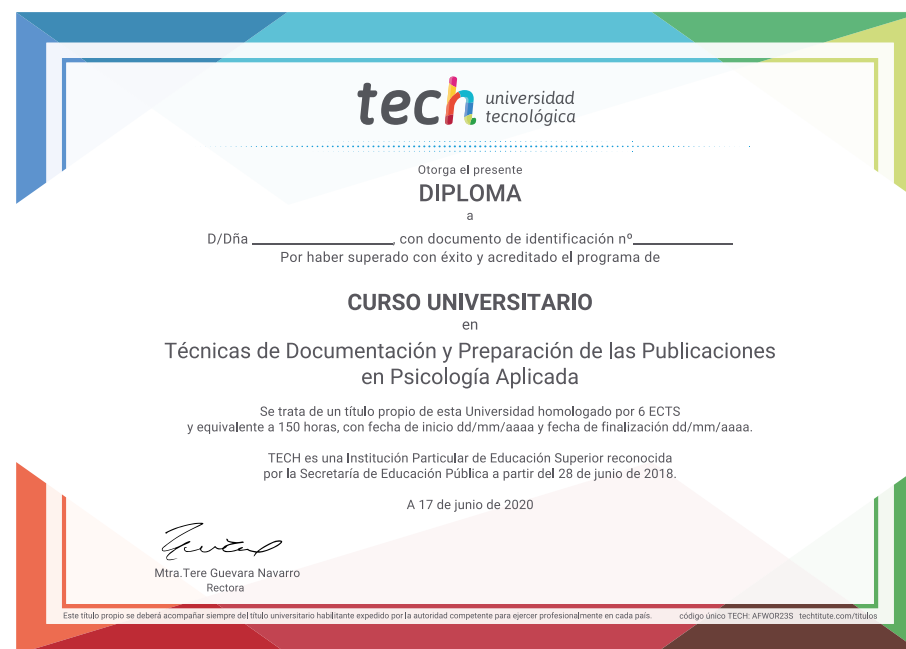 tech universidad
tecnológica
Otorga el presente
DIPLOMA
a
D/Dña ________________, con documento de identificación nº____________
Por haber superado con éxito y acreditado el programa de
CURSO UNIVERSITARIO
en
Técnicas de Documentación y Preparación de las Publicaciones
en Psicología Aplicada
Se trata de un título propio de esta Universidad homologado por 6 ECTS
y equivalente a 150 horas, con fecha de inicio dd/mm/aaaa y fecha de finalización dd/mm/aaaa.
TECH es una Institución Particular de Educación Superior reconocida
por la Secretaría de Educación Pública a partir del 28 de junio de 2018.
A 17 de junio de 2020
Mtra.Tere Guevara Navarro
Rectora
Este título propio se deberá acompañar siempre del título universitario habilitante expedido por la autoridad competente para ejercer profesionalmente en cada país. código único TECH: AFWOR23S techtitute.com/titulos